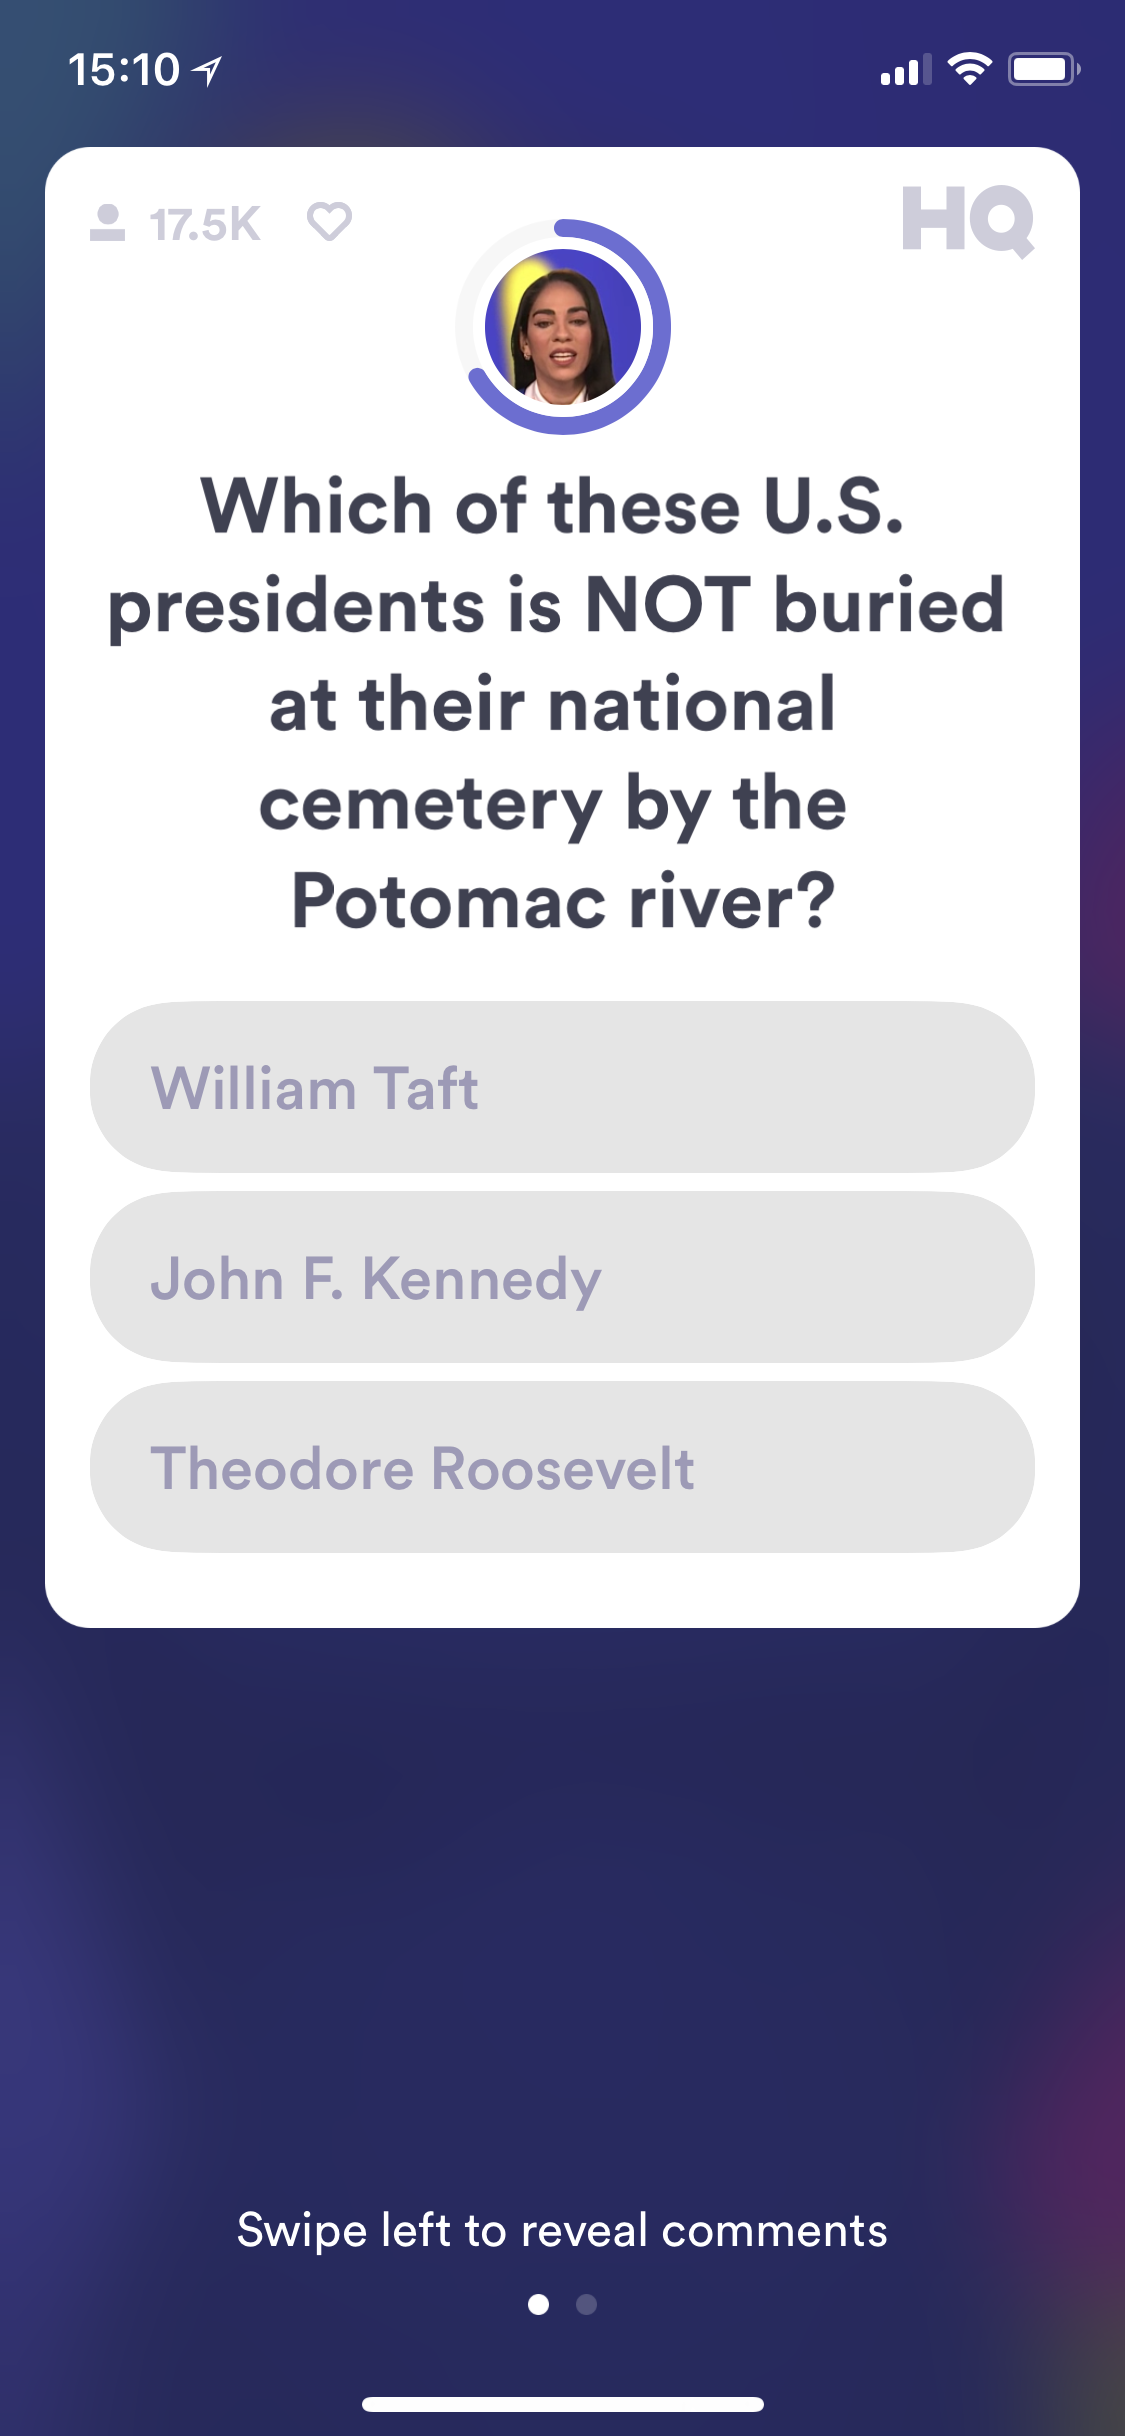 15:10
17.5K
HQ
Which of these U.S.
presidents is NOT buried
at their national
cemetery by the
Potomac river?
William Taft
John F. Kennedy
Theodore Roosevelt
Swipe left to reveal comments